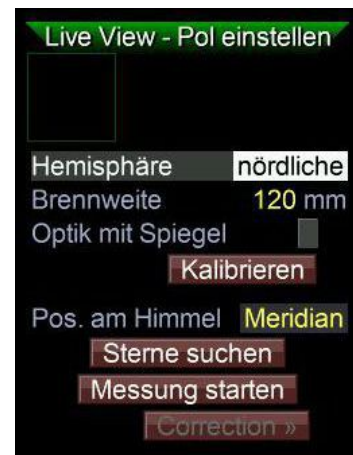 Live View - Pol einstellen
Hemisphäre nördliche
Brennweite 120 mm
Optik mit Spiegel
Kalibrieren
Pos. am Himmel Meridian
Sterne suchen
Messung starten
Correction »